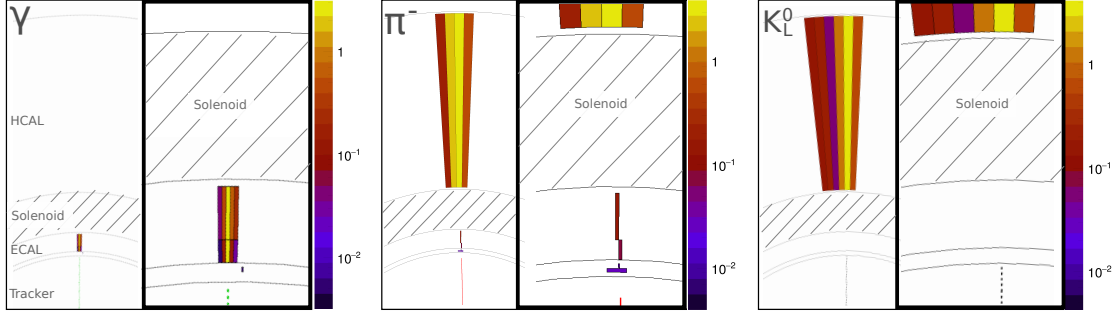 γ
HCAL
Solenoid
ECAL
Tracker
Solenoid
1
10⁻¹
10⁻²
π⁻
Solenoid
1
10⁻¹
10⁻²
K⁰L
Solenoid
1
10⁻¹
10⁻²